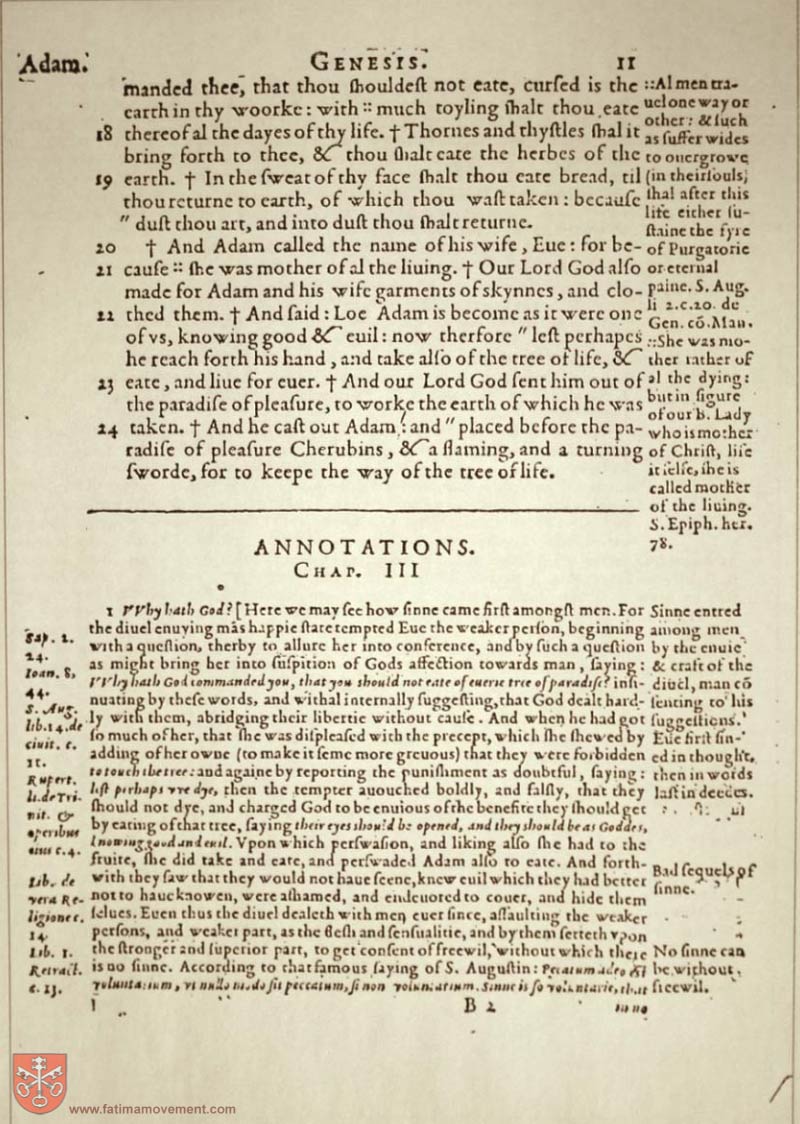 Adam.
GENESIS.
11
manded thee, that thou ſhouldeſt not eate, curſed is the
earth in thy woorke: with :: much toyling ſhalt thou eate
18 thereof al the dayes of thy life. † Thornes and thyſtles ſhal it
bring forth to thee, & thou ſhalt eate the herbes of the
19 earth. † In the ſweat of thy face ſhalt thou eate bread, til
thou returne to earth, of which thou waſt taken: becauſe
" duſt thou art, and into duſt thou ſhalt returne.
20 † And Adam called the name of his wife, Eue: for be-
21 cauſe :: ſhe was mother of al the liuing. † Our Lord God alſo
made for Adam and his wife garments of skynnes, and clo-
22 thed them. † And ſaid: Loe Adam is become as it were one
of vs, knowing good & euil: now therfore " leſt perhaps
he reach forth his hand, and take alſo of the tree of life, &
23 eate, and liue for euer. † And our Lord God ſent him out of
the paradiſe of pleaſure, to worke the earth of which he was
24 taken. † And he caſt out Adam: and " placed before the pa-
radiſe of pleaſure Cherubins, & a flaming, and a turning
ſworde, for to keepe the way of the tree of life.
:: Al men tra-
uel one way or
other: & ſuch
as ſuffer wides
to ouergrowe
(in their ſouls,
ſhal after this
life either ſu-
ſtaine the fyre
of Purgatorie
or eternal
paine. S. Aug.
li 2. c. 20. de
Gen. cõ. Man.
:: She was mo-
ther rather of
al the dying:
but in figure
of our b. Lady
who is mother
of Chriſt, life
it ſelfe, ſhe is
called mother
of the liuing.
S. Epiph. her.
78.
ANNOTATIONS.
CHAP. III
1 VVhy hath God? [Here we may ſee how ſinne came firſt amongſt men. For
the diuel enuying mãs happie ſtate tempted Eue the weaker perſon, beginning
with a queſtion, therby to allure her into conference, and by ſuch a queſtion
as might bring her into ſuſpition of Gods affection towards man, ſaying:
VVhy hath God commanded you, that you should not eate of euerie tree of paradiſe? inſi-
nuating by theſe words, and withal internally ſuggeſting, that God dealt hard-
ly with them, abridging their libertie without cauſe. And when he had got
ſo much of her, that ſhe was diſpleaſed with the precept, which ſhe ſhewed by
adding of her owne (to make it ſeme more greuous) that they were forbidden
to touch the tree: and againe by reporting the puniſhment as doubtful, ſaying:
leſt perhaps vve dye, then the tempter auouched boldly, and falſly, that they
ſhould not dye, and charged God to be enuious of the benefite they ſhould get
by eating of that tree, ſaying their eyes should be opened, and they should be as Goddes,
knowing good and euil. Vpon which perſwaſion, and liking alſo ſhe had to the
fruite, ſhe did take and eate, and perſwaded Adam alſo to eate. And forth-
with they ſaw that they would not haue ſeene, knew euil which they had better
not to haue knowen, were aſhamed, and endeuored to couer, and hide them
ſelues. Euen thus the diuel dealeth with men euer ſince, aſſaulting the weaker
perſons, and weaker part, as the fleſh and ſenſualitie, and by them ſetteth vpon
the ſtronger and ſuperior part, to get conſent of freewil, without which there
is no ſinne. According to that famous ſaying of S. Auguſtin: Peccatum adeo eſt
voluntarium, vt nullo modo ſit peccatum, ſi non voluntarium. Sinne is ſo voluntarie, that
B 2
Sap. 2.
24.
Ioan. 8,
44.
S. Aug.
lib. 14. de
ciuit. c.
11.
Rupert.
li. de Tri-
nit. &
operibus
eius c. 4.
Lib. de
vera Re-
ligione c.
14.
Lib. 1.
Retract.
c. 13.
Sinne entred
among men
by the enuie
& craft of the
diuel, man cõ
ſenting to his
ſuggeſtions.
Eue firſt ſin-
ed in thought,
then in words
laſt in deedes.
Bad ſequels of
ſinne.
No ſinne can
be without
freewil.
www.fatimamovement.com